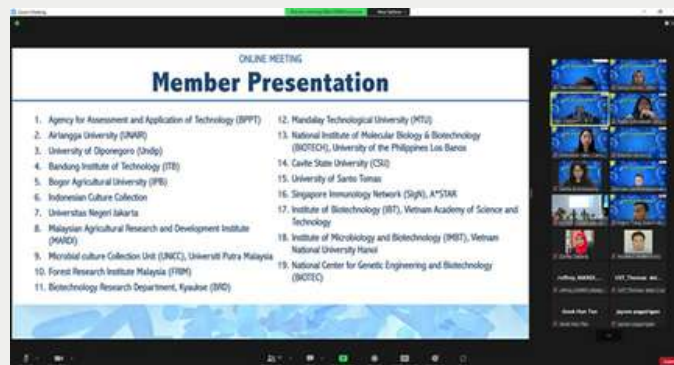 Zoom Meeting
ONLINE MEETING
Member Presentation
1. Agency for Assessment and Application of Technology (BPPT)
2. Airlangga University (UNAIR)
3. University of Diponegoro (Undip)
4. Bandung Institute of Technology (ITB)
5. Bogor Agricultural University (IPB)
6. Indonesian Culture Collection
7. Universitas Negeri Jakarta
8. Malaysian Agricultural Research and Development Institute
(MARDI)
9. Microbial culture Collection Unit (UNiCC), Universiti Putra Malaysia
10. Forest Research Institute Malaysia (FRIM)
11. Biotechnology Research Department, Kyaukse (BRD)
12. Mandalay Technological University (MTU)
13. National Institute of Molecular Biology & Biotechnology
(BIOTECH), University of the Philippines Los Banos
14. Cavite State University (CSU)
15. University of Santo Tomas
16. Singapore Immunology Network (SIgN), A*STAR
17. Institute of Biotechnology (IBT), Vietnam Academy of Science and
Technology
18. Institute of Microbiology and Biotechnology (IMBT), Vietnam
National University Hanoi
19. National Center for Genetic Engineering and Biotechnology
(BIOTEC)
Geok Hun Tan